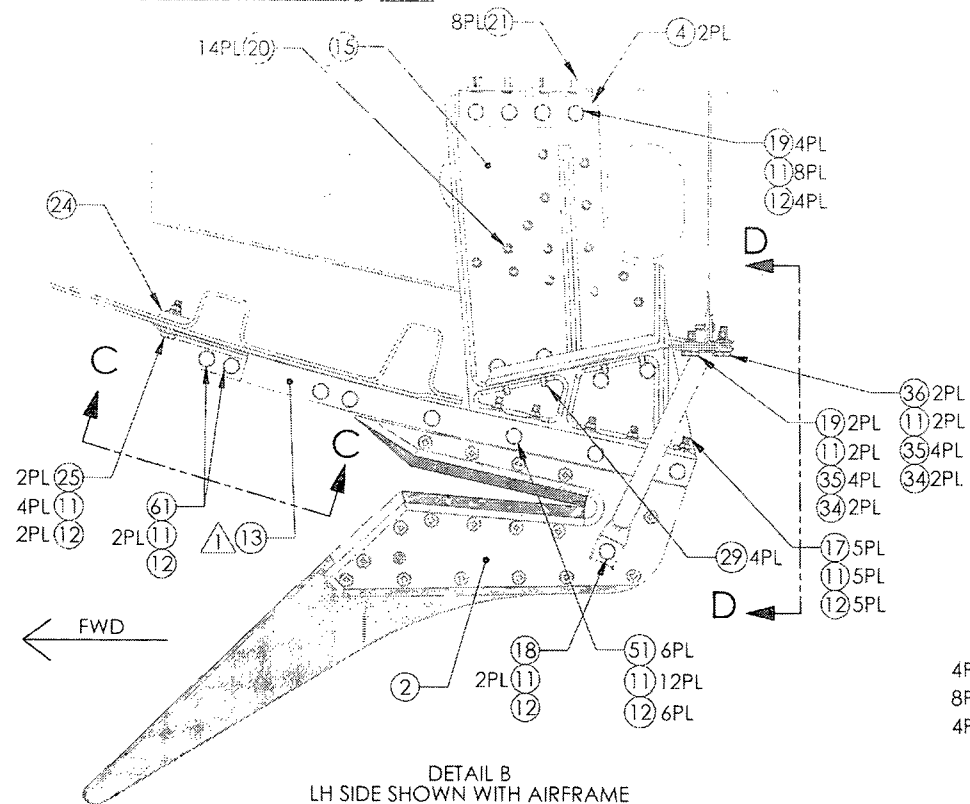 8PL 21
4 2PL
14PL 20
15
19 4PL
11 8PL
12 4PL
24
D
C
C
36 2PL
11 2PL
35 4PL
34 2PL
19 2PL
11 2PL
35 4PL
34 2PL
2PL 25
4PL 11
2PL 12
61
2PL 11
12
1 13
29 4PL
17 5PL
11 5PL
12 5PL
D
FWD
2
18
2PL 11
12
51 6PL
11 12PL
12 6PL
4P
8P
4P
DETAIL B
LH SIDE SHOWN WITH AIRFRAME